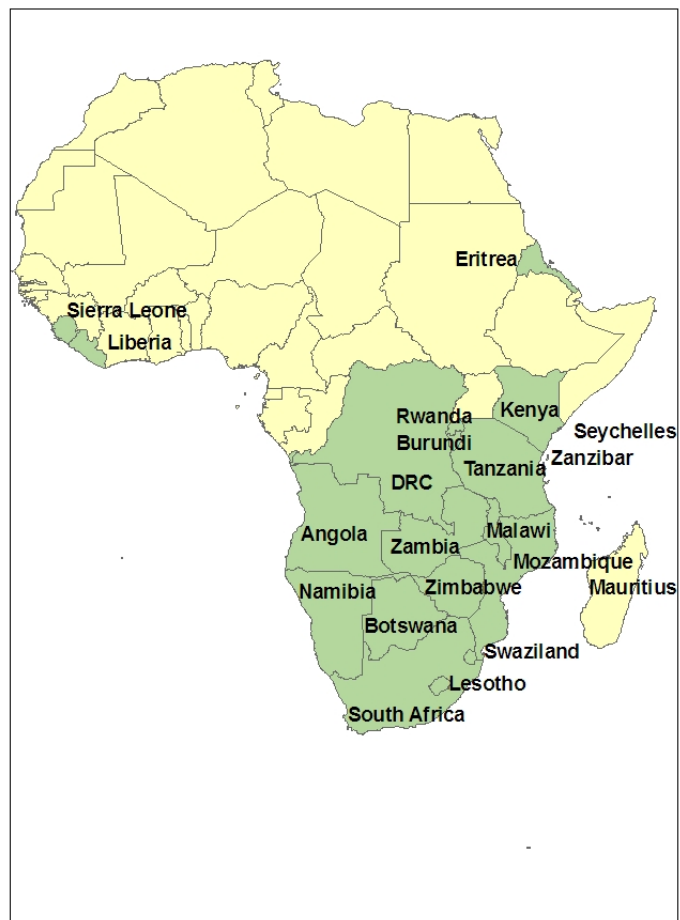 Eritrea
Sierra Leone
Liberia
Rwanda
Kenya
Seychelles
Burundi
Zanzibar
Tanzania
DRC
Malawi
Angola
Zambia
Mozambique
Namibia
Zimbabwe
Mauritius
Botswana
Swaziland
Lesotho
South Africa